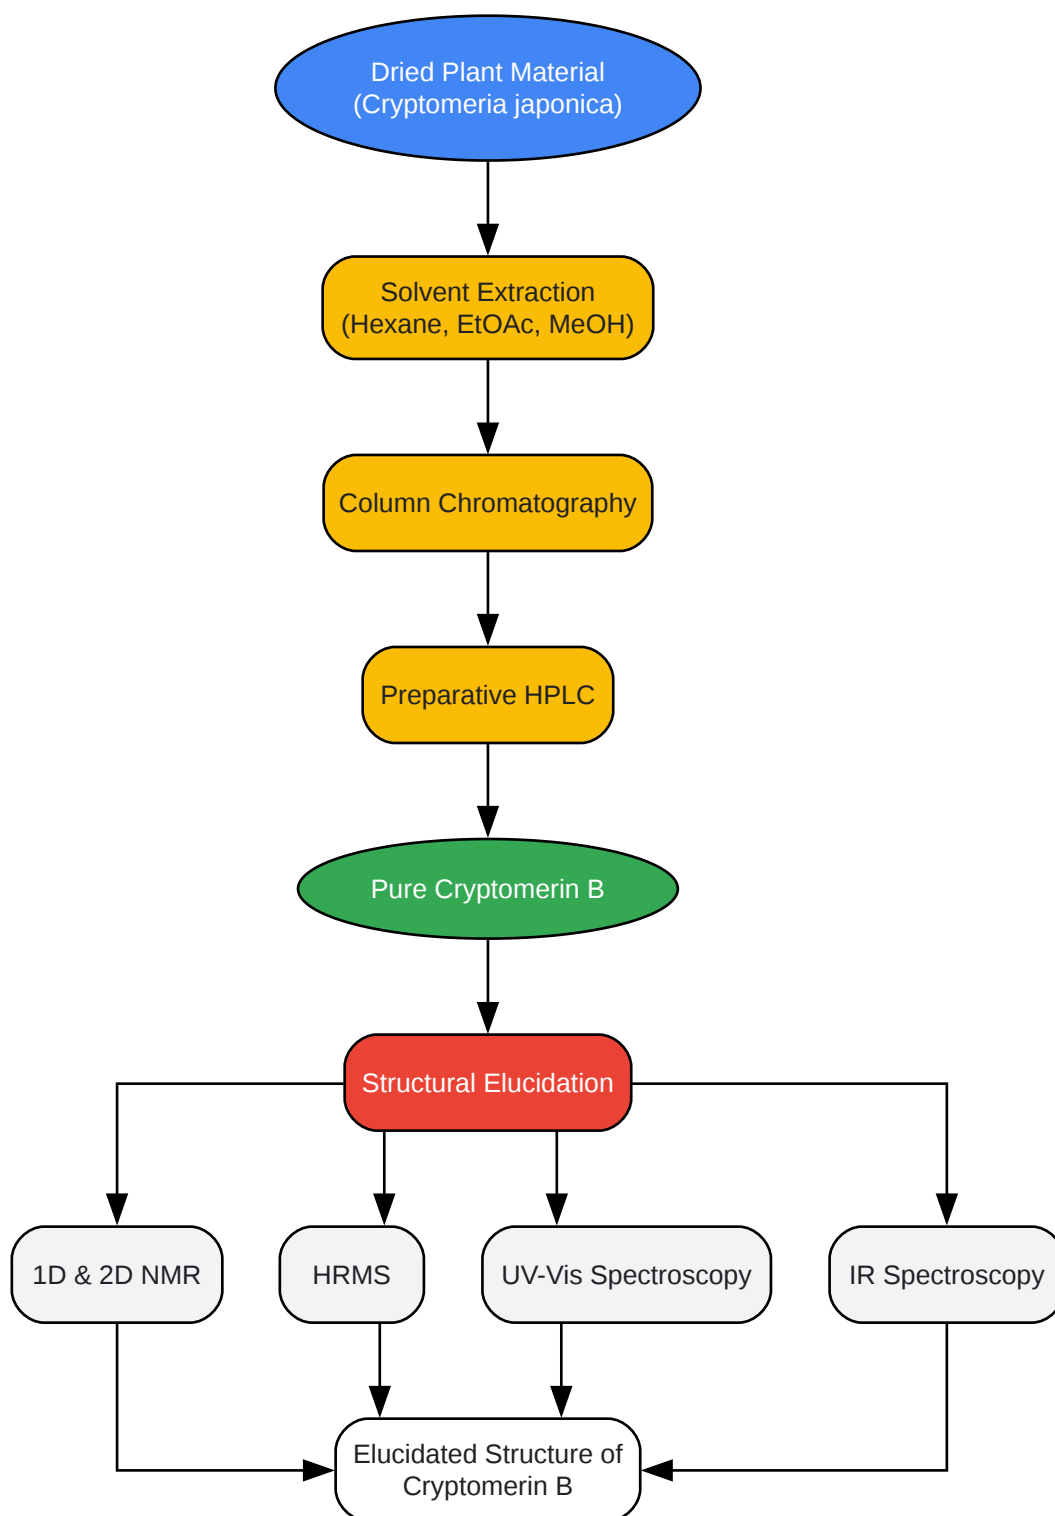 Dried Plant Material
(Cryptomeria japonica)
Solvent Extraction
(Hexane, EtOAc, MeOH)
Column Chromatography
Preparative HPLC
Pure Cryptomerin B
Structural Elucidation
1D & 2D NMR
HRMS
UV-Vis Spectroscopy
IR Spectroscopy
Elucidated Structure of
Cryptomerin B